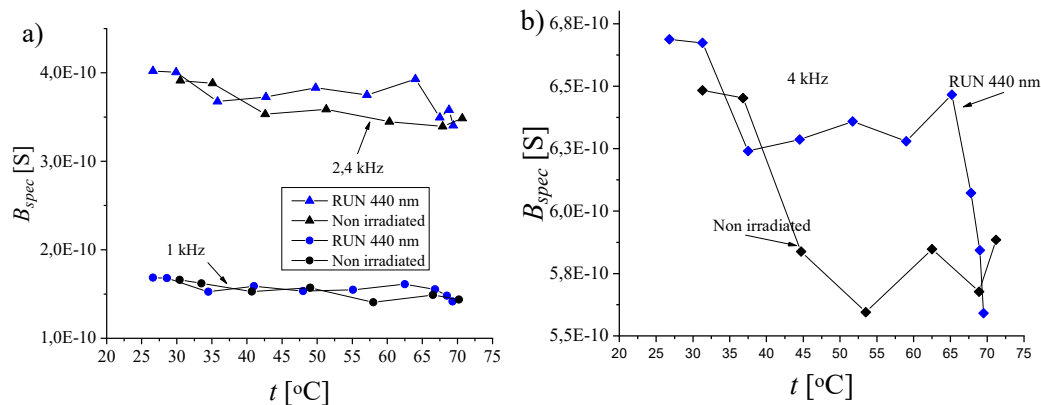 a)
4,0E-10
3,0E-10
2,0E-10
1,0E-10
B_spec [S]
2,4 kHz
RUN 440 nm
Non irradiated
RUN 440 nm
Non irradiated
1 kHz
20 25 30 35 40 45 50 55 60 65 70 75
t [°C]
b)
6,8E-10
6,5E-10
6,3E-10
6,0E-10
5,8E-10
5,5E-10
B_spec [S]
4 kHz
RUN 440 nm
Non irradiated
20 25 30 35 40 45 50 55 60 65 70 75
t [°C]